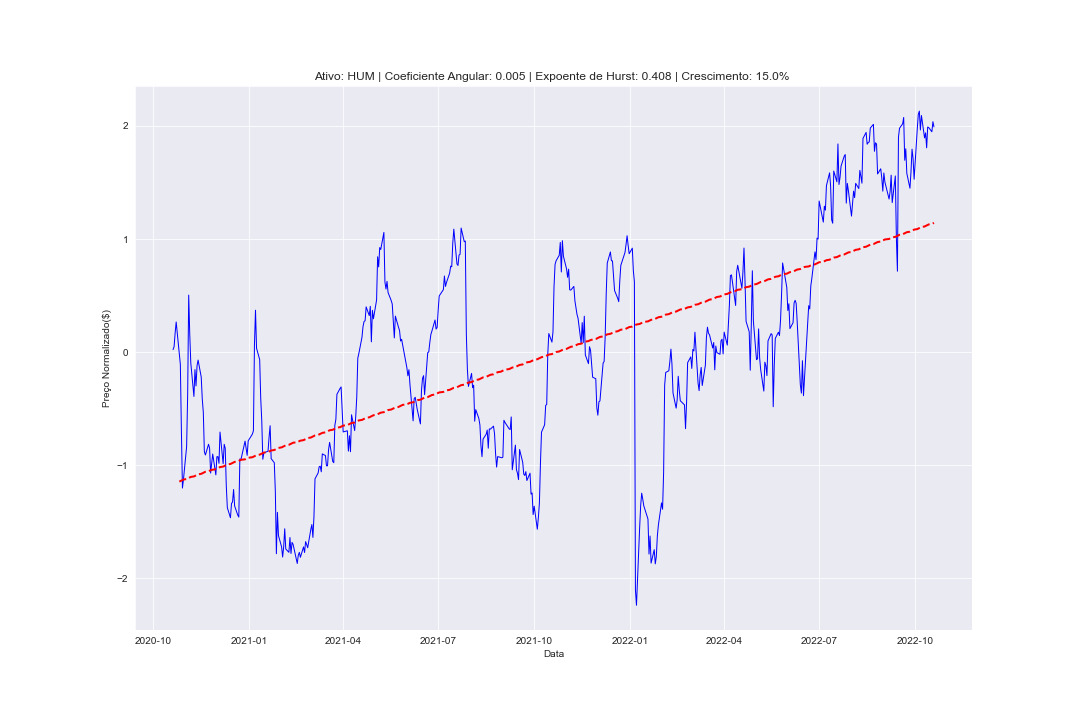 Ativo: HUM | Coeficiente Angular: 0.005 | Expoente de Hurst: 0.408 | Crescimento: 15.0%
Preço Normalizado($)
2
1
0
−1
−2
2020-10 2021-01 2021-04 2021-07 2021-10 2022-01 2022-04 2022-07 2022-10
Data